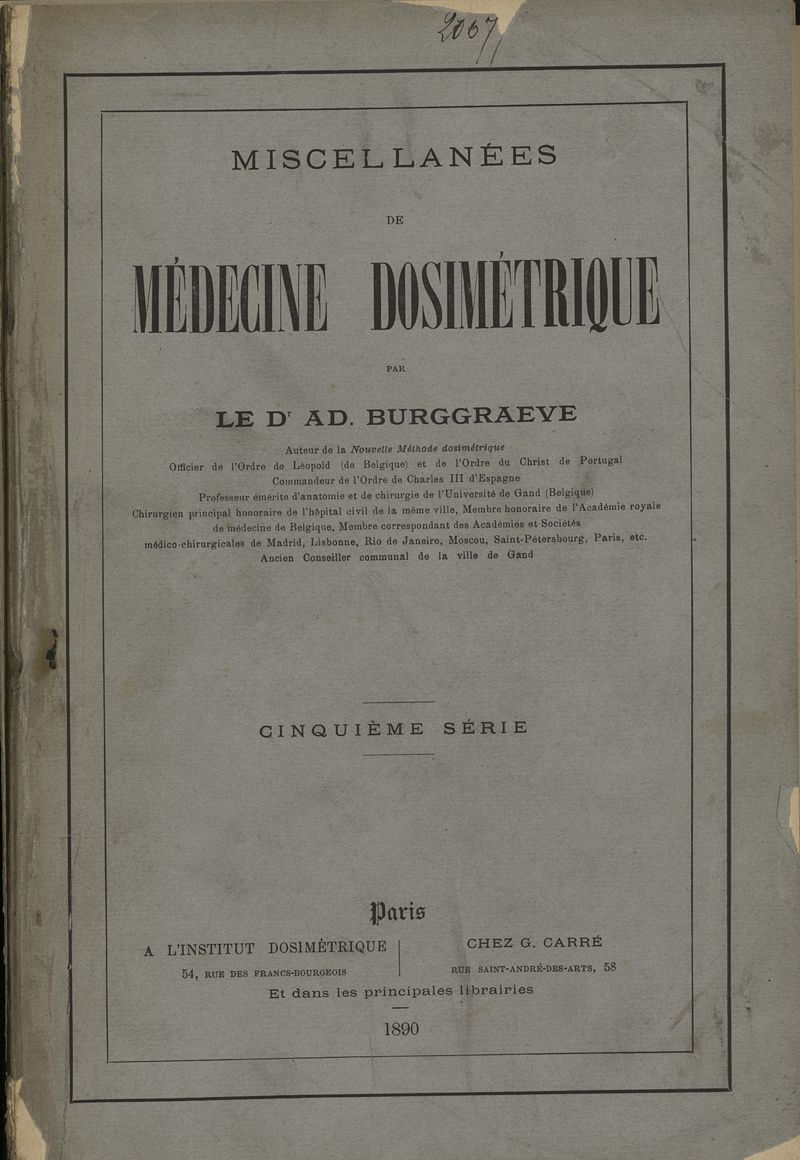 2067
MISCELLANÉES
DE
MÉDECINE DOSIMÉTRIQUE
PAR
LE Dr AD. BURGGRAEVE
Auteur de la Nouvelle Méthode dosimétrique
Officier de l'Ordre de Léopold (de Belgique) et de l'Ordre du Christ de Portugal
Commandeur de l'Ordre de Charles III d'Espagne
Professeur émérite d'anatomie et de chirurgie de l'Université de Gand (Belgique)
Chirurgien principal honoraire de l'hôpital civil de la même ville, Membre honoraire de l'Académie royale
de médecine de Belgique, Membre correspondant des Académies et Sociétés
médico-chirurgicales de Madrid, Lisbonne, Rio de Janeiro, Moscou, Saint-Pétersbourg, Paris, etc.
Ancien Conseiller communal de la ville de Gand
CINQUIÈME SÉRIE
Paris
A L'INSTITUT DOSIMÉTRIQUE
54, RUE DES FRANCS-BOURGEOIS
CHEZ G. CARRÉ
RUE SAINT-ANDRÉ-DES-ARTS, 58
Et dans les principales librairies
1890